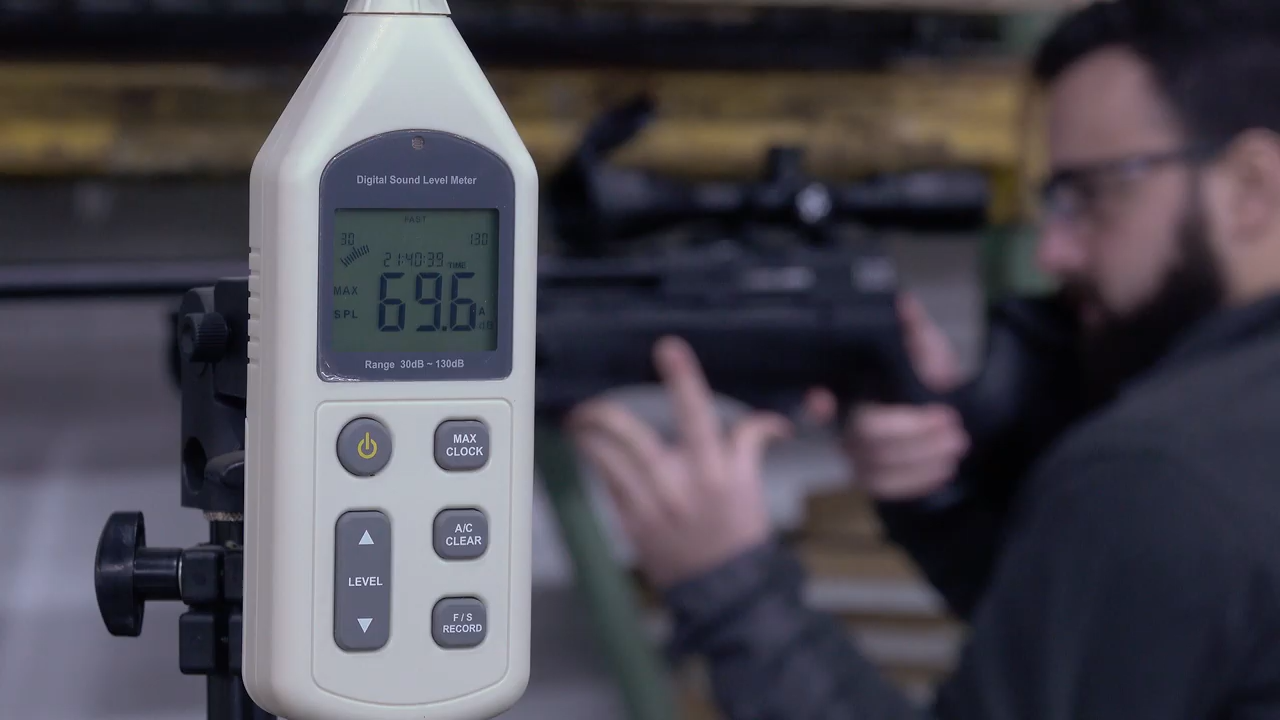 Digital Sound Level Meter
FAST
30 130
21:40:39 TIME
MAX
SPL 69.6 A
dB
Range 30dB ~ 130dB
MAX
CLOCK
A/C
CLEAR
▲
LEVEL
▼
F / S
RECORD